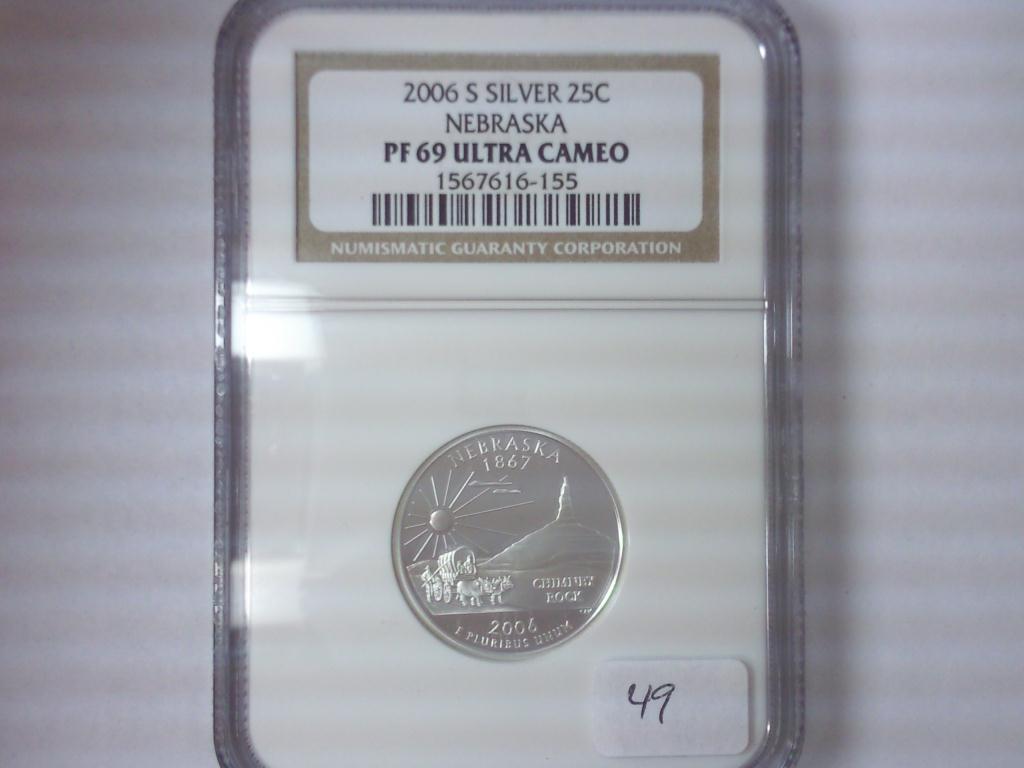 2006 S SILVER 25C
NEBRASKA
PF 69 ULTRA CAMEO
1567616-155
NUMISMATIC GUARANTY CORPORATION
NEBRASKA
1867
CHIMNEY
ROCK
2006
E PLURIBUS UNUM
49